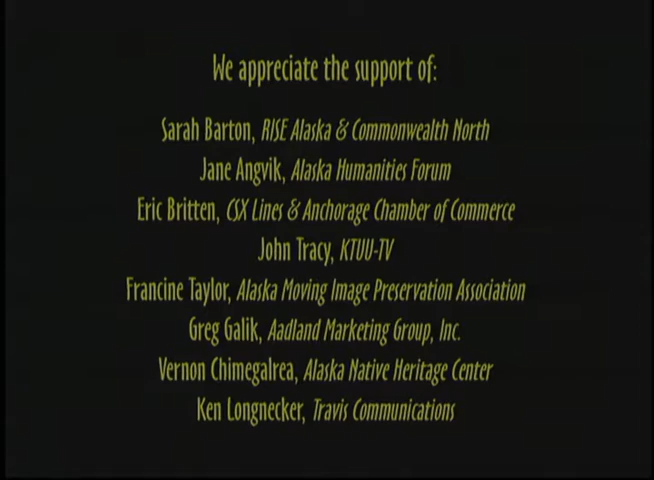 We appreciate the support of:
Sarah Barton, RISE Alaska & Commonwealth North
Jane Angvik, Alaska Humanities Forum
Eric Britten, CSX Lines & Anchorage Chamber of Commerce
John Tracy, KTUU-TV
Francine Taylor, Alaska Moving Image Preservation Association
Greg Galik, Aadland Marketing Group, Inc.
Vernon Chimegalrea, Alaska Native Heritage Center
Ken Longnecker, Travis Communications